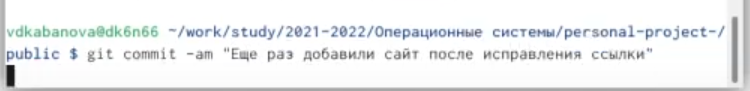 vdkabanova@dk6n66 ~/work/study/2021-2022/Операционные системы/personal-project-/
public $ git commit -am "Еще раз добавили сайт после исправления ссылки"